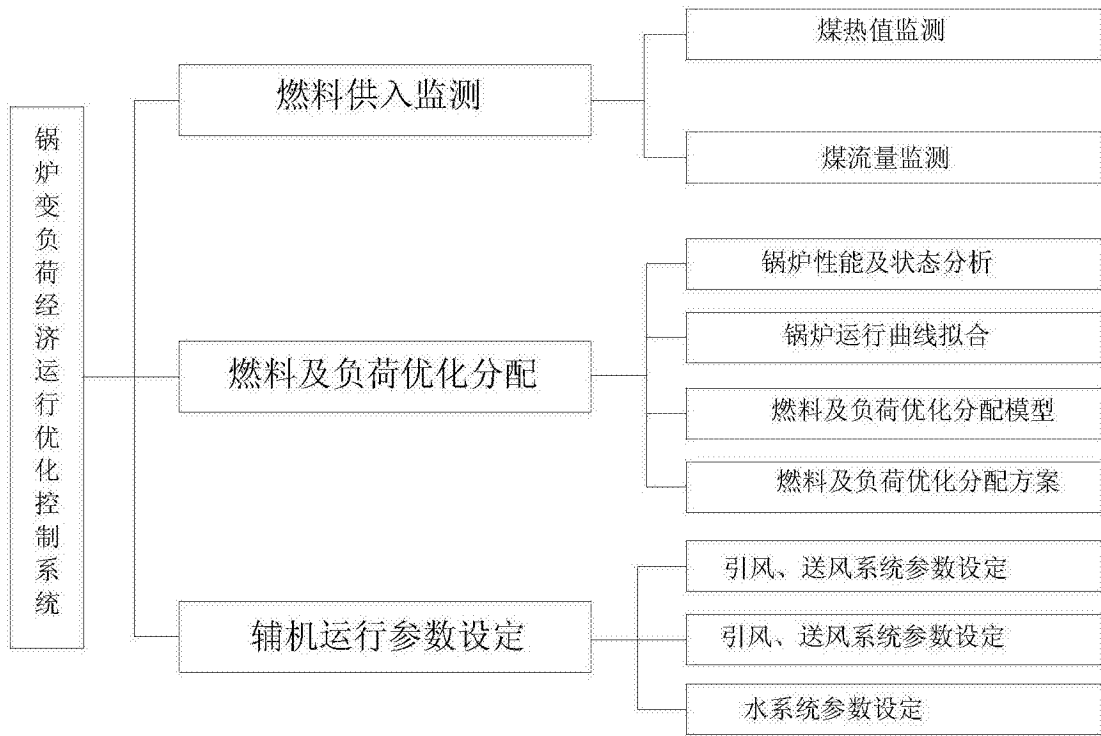 锅炉变负荷经济运行优化控制系统
燃料供入监测
煤热值监测
煤流量监测
燃料及负荷优化分配
锅炉性能及状态分析
锅炉运行曲线拟合
燃料及负荷优化分配模型
燃料及负荷优化分配方案
辅机运行参数设定
引风、送风系统参数设定
引风、送风系统参数设定
水系统参数设定